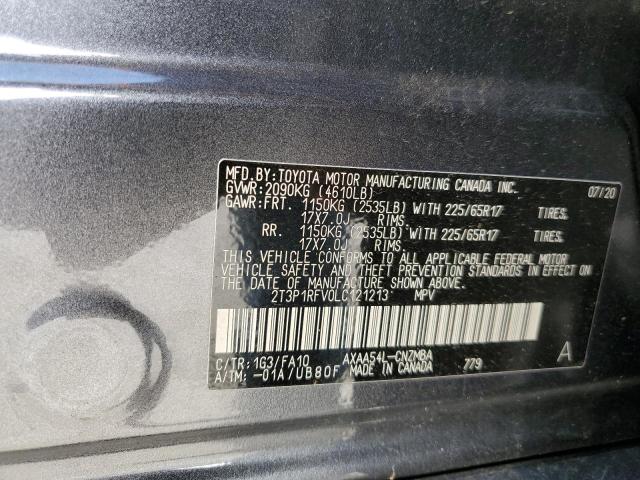 MFD.BY:TOYOTA MOTOR MANUFACTURING CANADA INC. 07/20
GVWR:2090KG (4610LB)
GAWR:FRT. 1150KG (2535LB) WITH 225/65R17 TIRES.
17X7.0J RIMS.
RR. 1150KG (2535LB) WITH 225/65R17 TIRES.
17X7.0J RIMS.
THIS VEHICLE CONFORMS TO ALL APPLICABLE FEDERAL MOTOR
VEHICLE SAFETY AND THEFT PREVENTION STANDARDS IN EFFECT ON
THE DATE OF MANUFACTURE SHOWN ABOVE.
2T3P1RFV0LC121213 MPV
C/TR:1G3/FA10 AXAA54L-CNZMBA A
A/TM: -01A/UB80F MADE IN CANADA 779